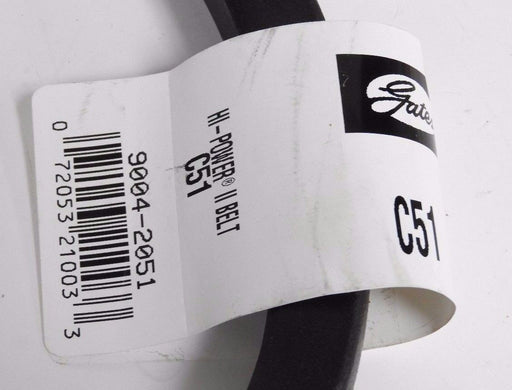 Gates
C51
HI-POWER® II BELT
C51
9004-2051
0 72053 21003 3